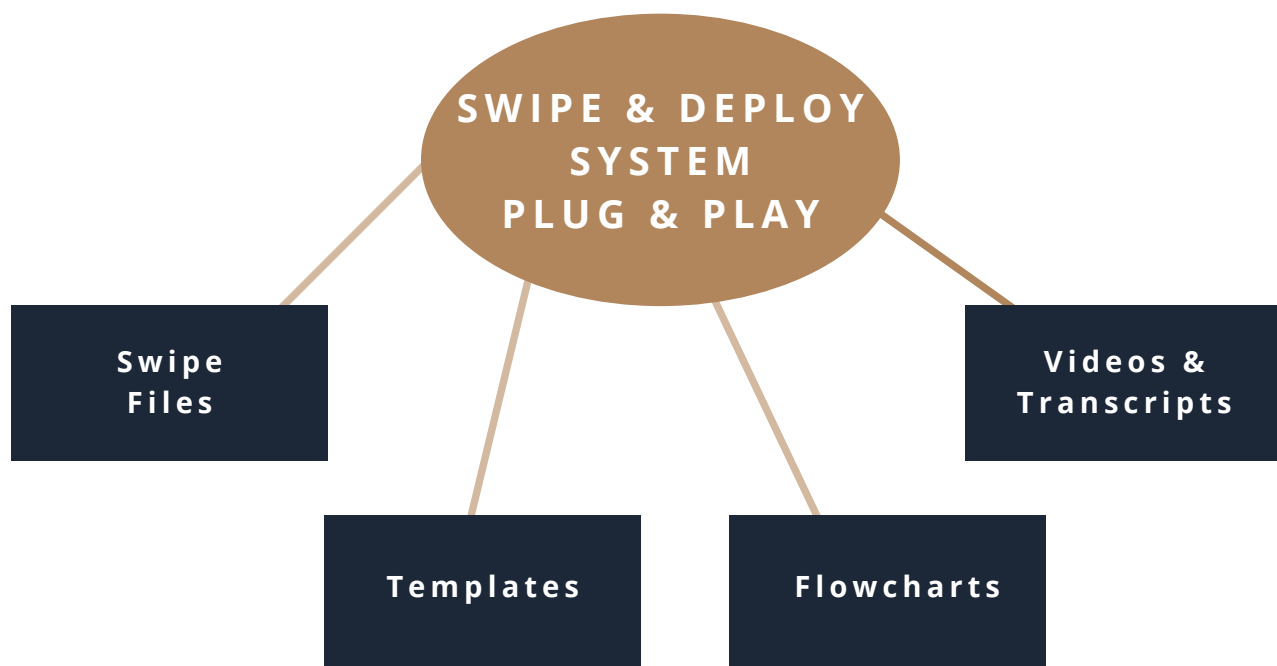 SWIPE & DEPLOY
SYSTEM
PLUG & PLAY
Swipe
Files
Videos &
Transcripts
Templates
Flowcharts